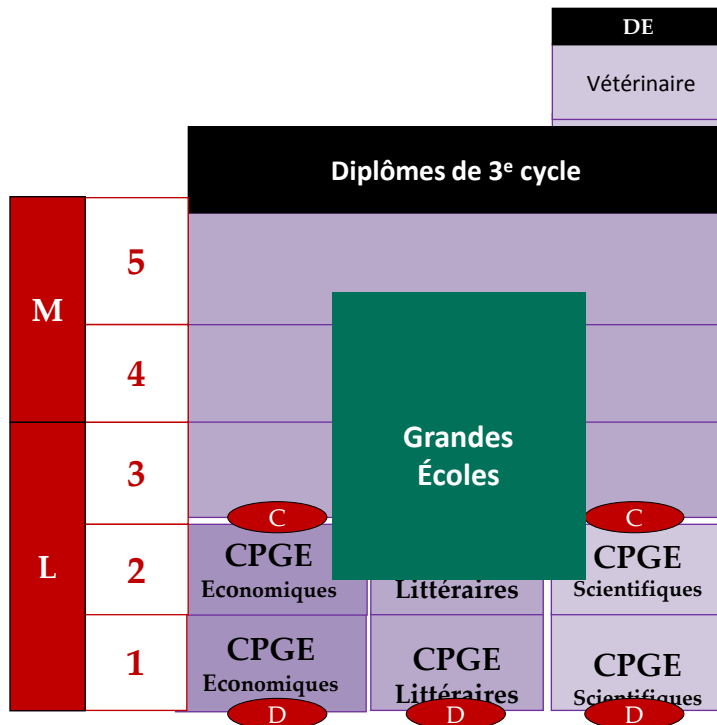 DE
Vétérinaire
Diplômes de 3e cycle
5
M
4
Grandes
Écoles
3
C
C
L
2
CPGE
Economiques
Littéraires
CPGE
Scientifiques
1
CPGE
Economiques
CPGE
Littéraires
CPGE
Scientifiques
D
D
D